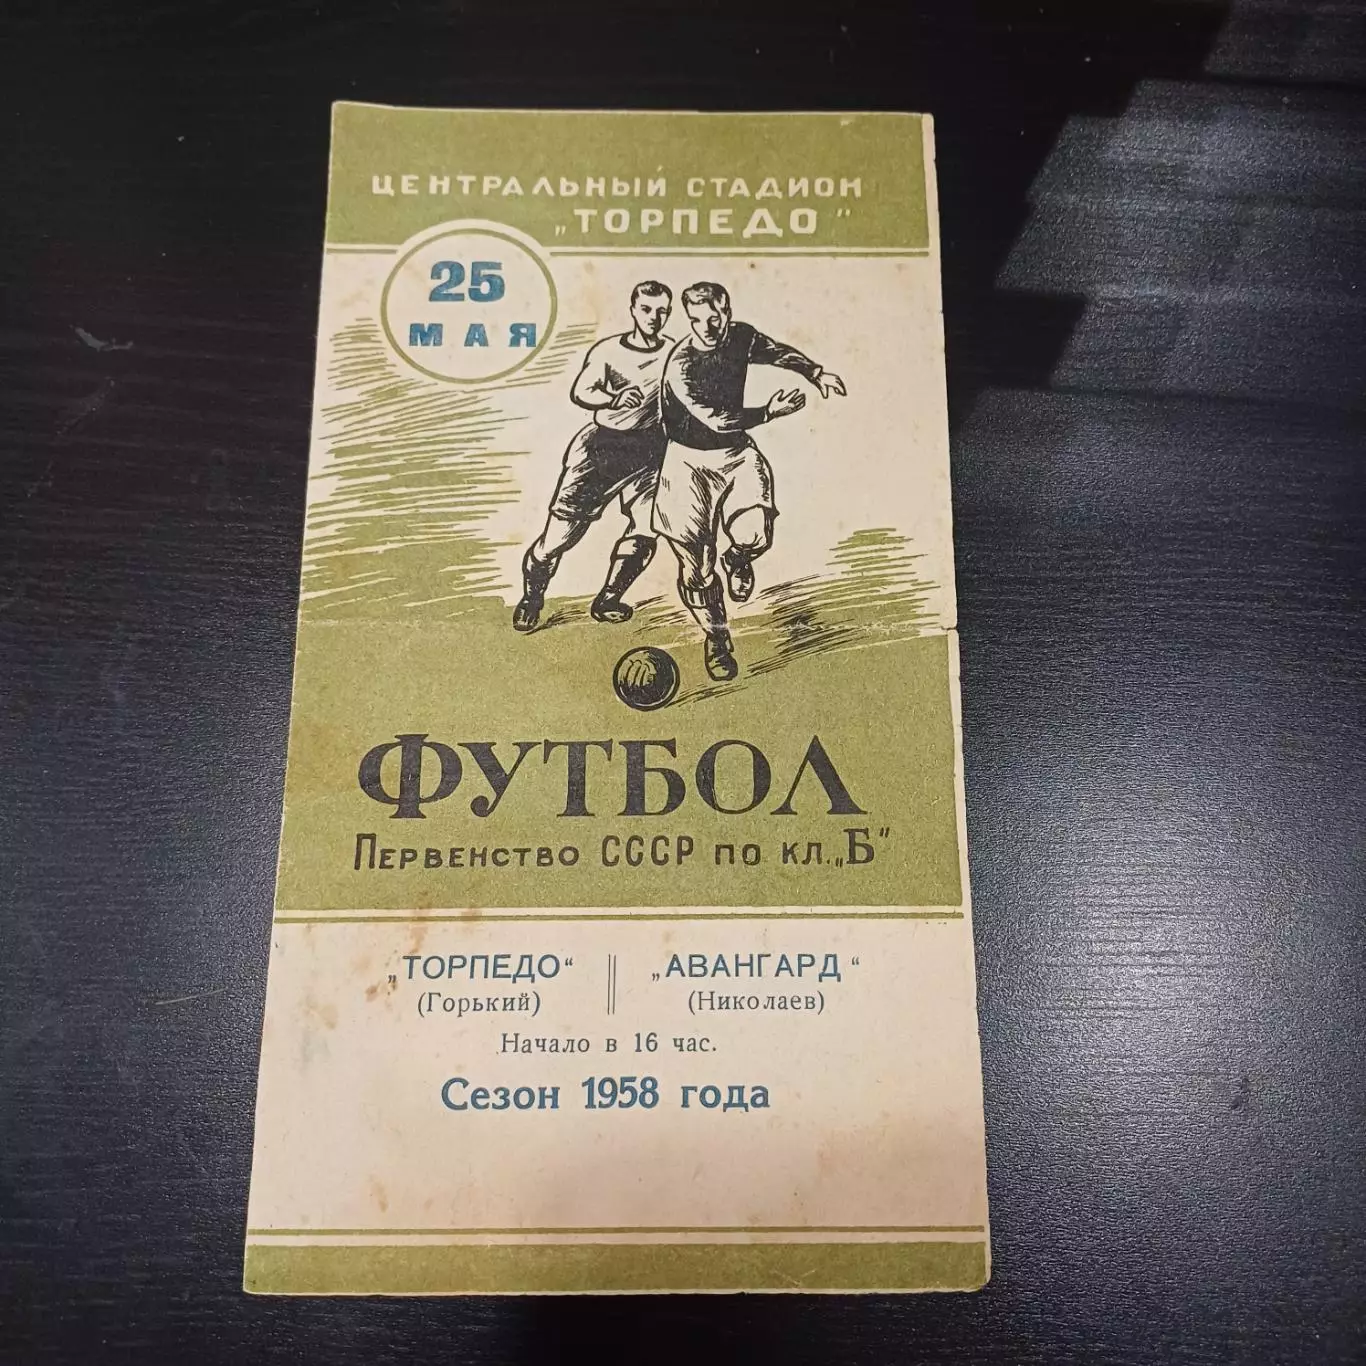 ЦЕНТРАЛЬНЫЙ СТАДИОН
„ТОРПЕДО"
25
МАЯ
ФУТБОЛ
ПЕРВЕНСТВО СССР ПО КЛ. „Б"
„ТОРПЕДО“ „АВАНГАРД“
(Горький) (Николаев)
Начало в 16 час.
Сезон 1958 года